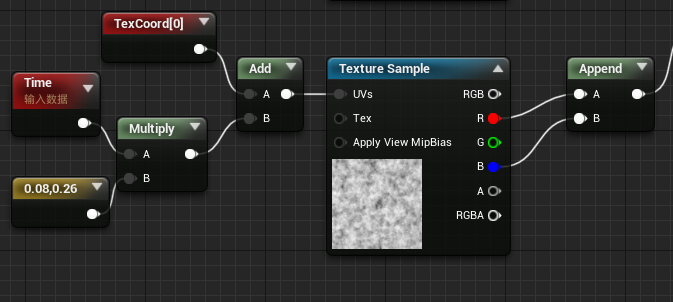 TexCoord[0]
Time
输入数据
Multiply
A
B
0.08,0.26
Add
A
B
Texture Sample
UVs
RGB
Tex
R
Apply View MipBias
G
B
A
RGBA
Append
A
B